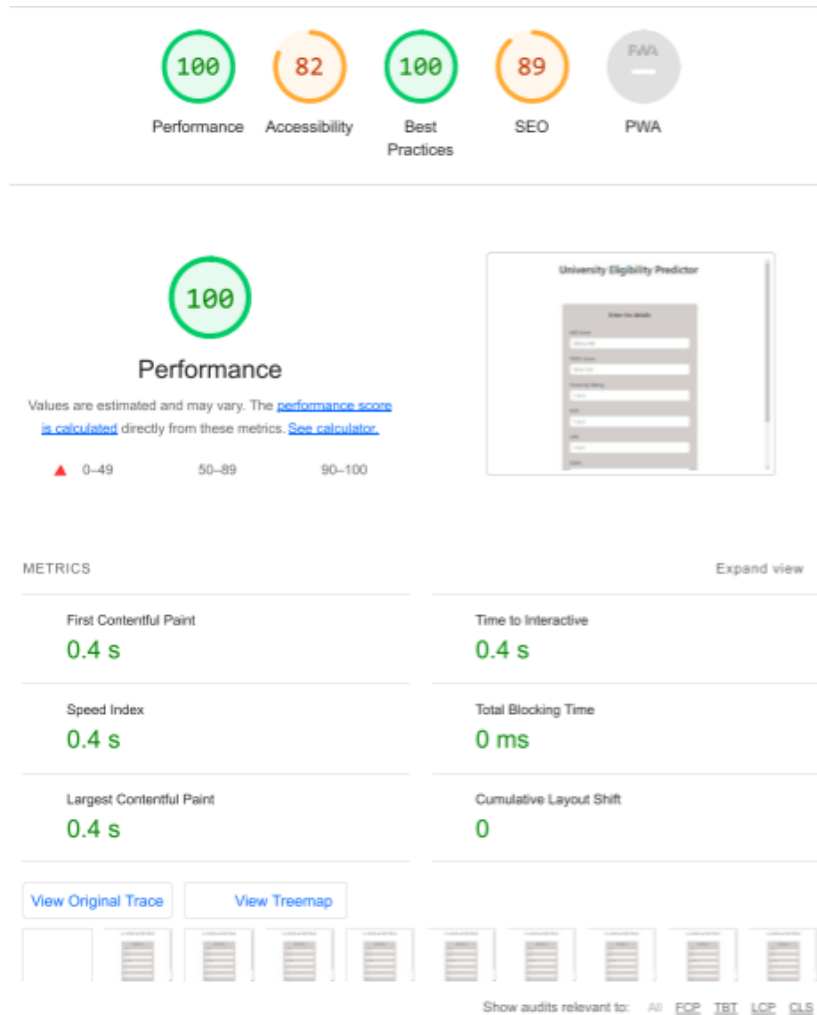 100 82 100 89 PWA
Performance Accessibility Best Practices SEO PWA
100
Performance
Values are estimated and may vary. The performance score
is calculated directly from these metrics. See calculator.
0–49 50–89 90–100
University Eligibility Predictor
Enter the details
METRICS Expand view
First Contentful Paint
0.4 s
Time to Interactive
0.4 s
Speed Index
0.4 s
Total Blocking Time
0 ms
Largest Contentful Paint
0.4 s
Cumulative Layout Shift
0
View Original Trace View Treemap
Show audits relevant to: All FCP TBT LCP CLS